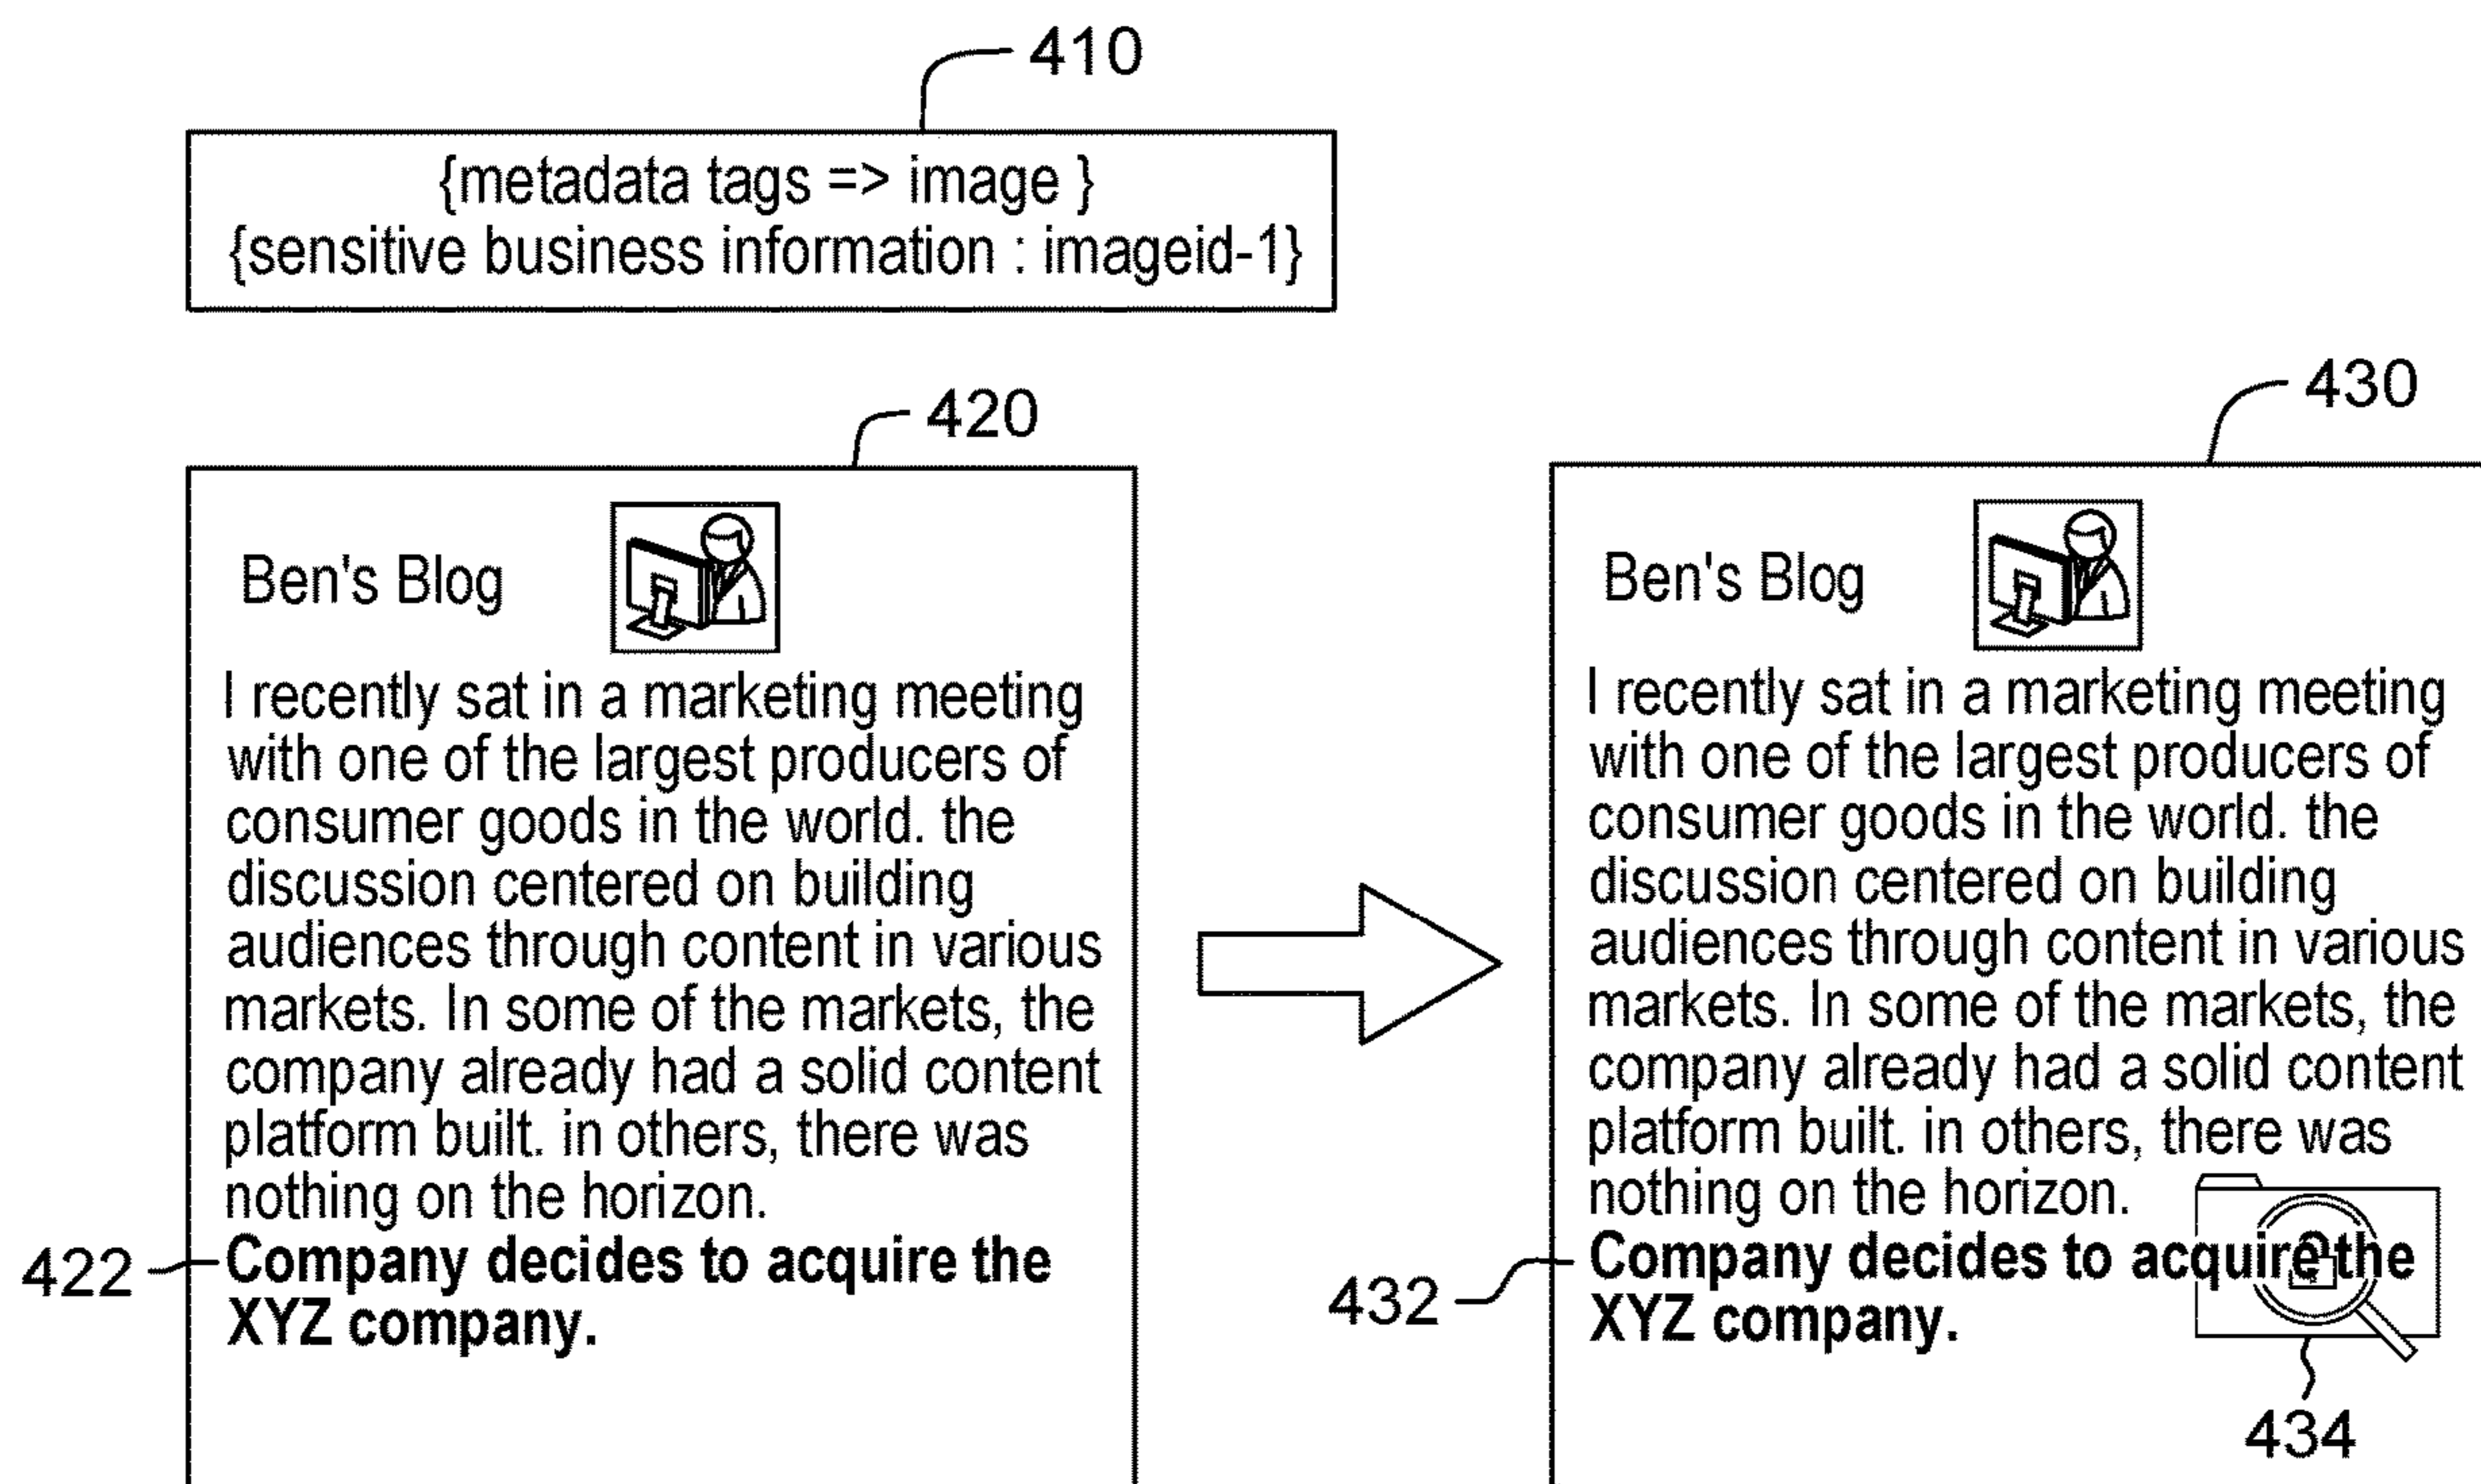 410
{metadata tags => image }
{sensitive business information : imageid-1}
420
Ben's Blog
I recently sat in a marketing meeting
with one of the largest producers of
consumer goods in the world. the
discussion centered on building
audiences through content in various
markets. In some of the markets, the
company already had a solid content
platform built. in others, there was
nothing on the horizon.
422
Company decides to acquire the
XYZ company.
430
Ben's Blog
I recently sat in a marketing meeting
with one of the largest producers of
consumer goods in the world. the
discussion centered on building
audiences through content in various
markets. In some of the markets, the
company already had a solid content
platform built. in others, there was
nothing on the horizon.
432
Company decides to acquire the
XYZ company.
434